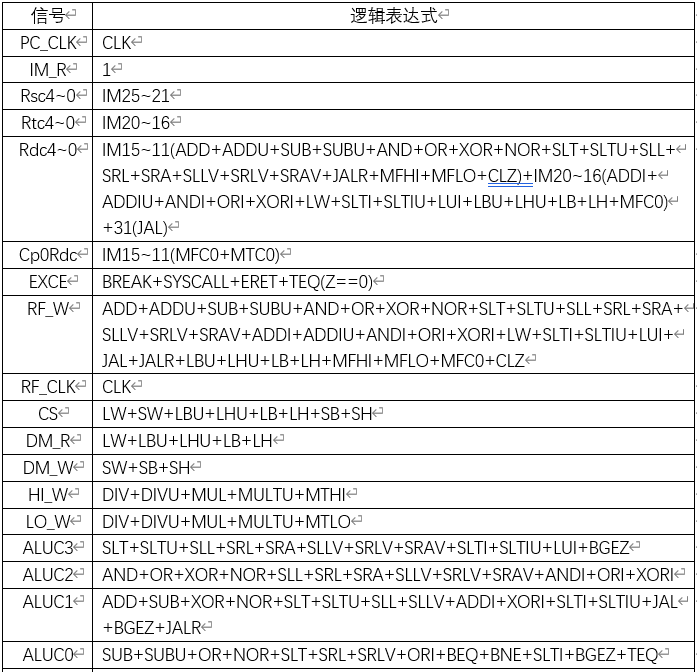 信号 逻辑表达式
PC_CLK CLK
IM_R 1
Rsc4~0 IM25~21
Rtc4~0 IM20~16
Rdc4~0 IM15~11(ADD+ADDU+SUB+SUBU+AND+OR+XOR+NOR+SLT+SLTU+SLL+
SRL+SRA+SLLV+SRLV+SRAV+JALR+MFHI+MFLO+CLZ)+IM20~16(ADDI+
ADDIU+ANDI+ORI+XORI+LW+SLTI+SLTIU+LUI+LBU+LHU+LB+LH+MFC0)
+31(JAL)
Cp0Rdc IM15~11(MFC0+MTC0)
EXCE BREAK+SYSCALL+ERET+TEQ(Z==0)
RF_W ADD+ADDU+SUB+SUBU+AND+OR+XOR+NOR+SLT+SLTU+SLL+SRL+SRA+
SLLV+SRLV+SRAV+ADDI+ADDIU+ANDI+ORI+XORI+LW+SLTI+SLTIU+LUI+
JAL+JALR+LBU+LHU+LB+LH+MFHI+MFLO+MFC0+CLZ
RF_CLK CLK
CS LW+SW+LBU+LHU+LB+LH+SB+SH
DM_R LW+LBU+LHU+LB+LH
DM_W SW+SB+SH
HI_W DIV+DIVU+MUL+MULTU+MTHI
LO_W DIV+DIVU+MUL+MULTU+MTLO
ALUC3 SLT+SLTU+SLL+SRL+SRA+SLLV+SRLV+SRAV+SLTI+SLTIU+LUI+BGEZ
ALUC2 AND+OR+XOR+NOR+SLL+SRL+SRA+SLLV+SRLV+SRAV+ANDI+ORI+XORI
ALUC1 ADD+SUB+XOR+NOR+SLT+SLTU+SLL+SLLV+ADDI+XORI+SLTI+SLTIU+JAL
+BGEZ+JALR
ALUC0 SUB+SUBU+OR+NOR+SLT+SRL+SRLV+ORI+BEQ+BNE+SLTI+BGEZ+TEQ